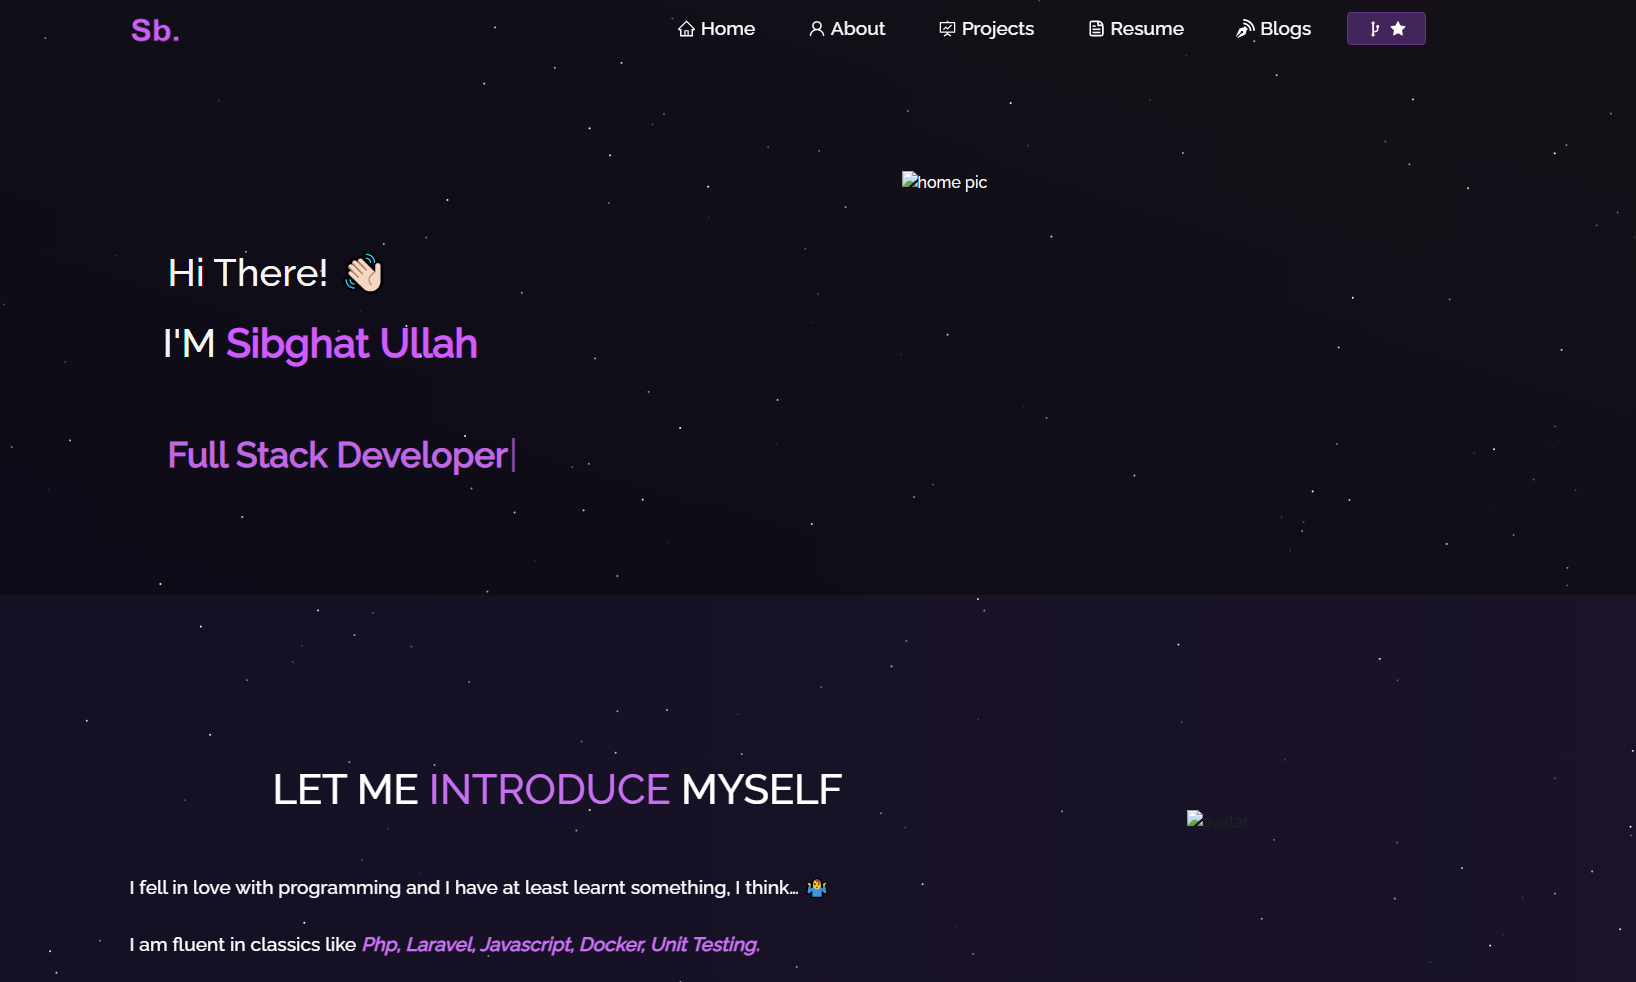 Sb.
Home About Projects Resume Blogs
home pic
Hi There! 👋🏻
I'M Sibghat Ullah
Full Stack Developer|
LET ME INTRODUCE MYSELF
avatar
I fell in love with programming and I have at least learnt something, I think… 🤷‍♂️
I am fluent in classics like Php, Laravel, Javascript, Docker, Unit Testing.